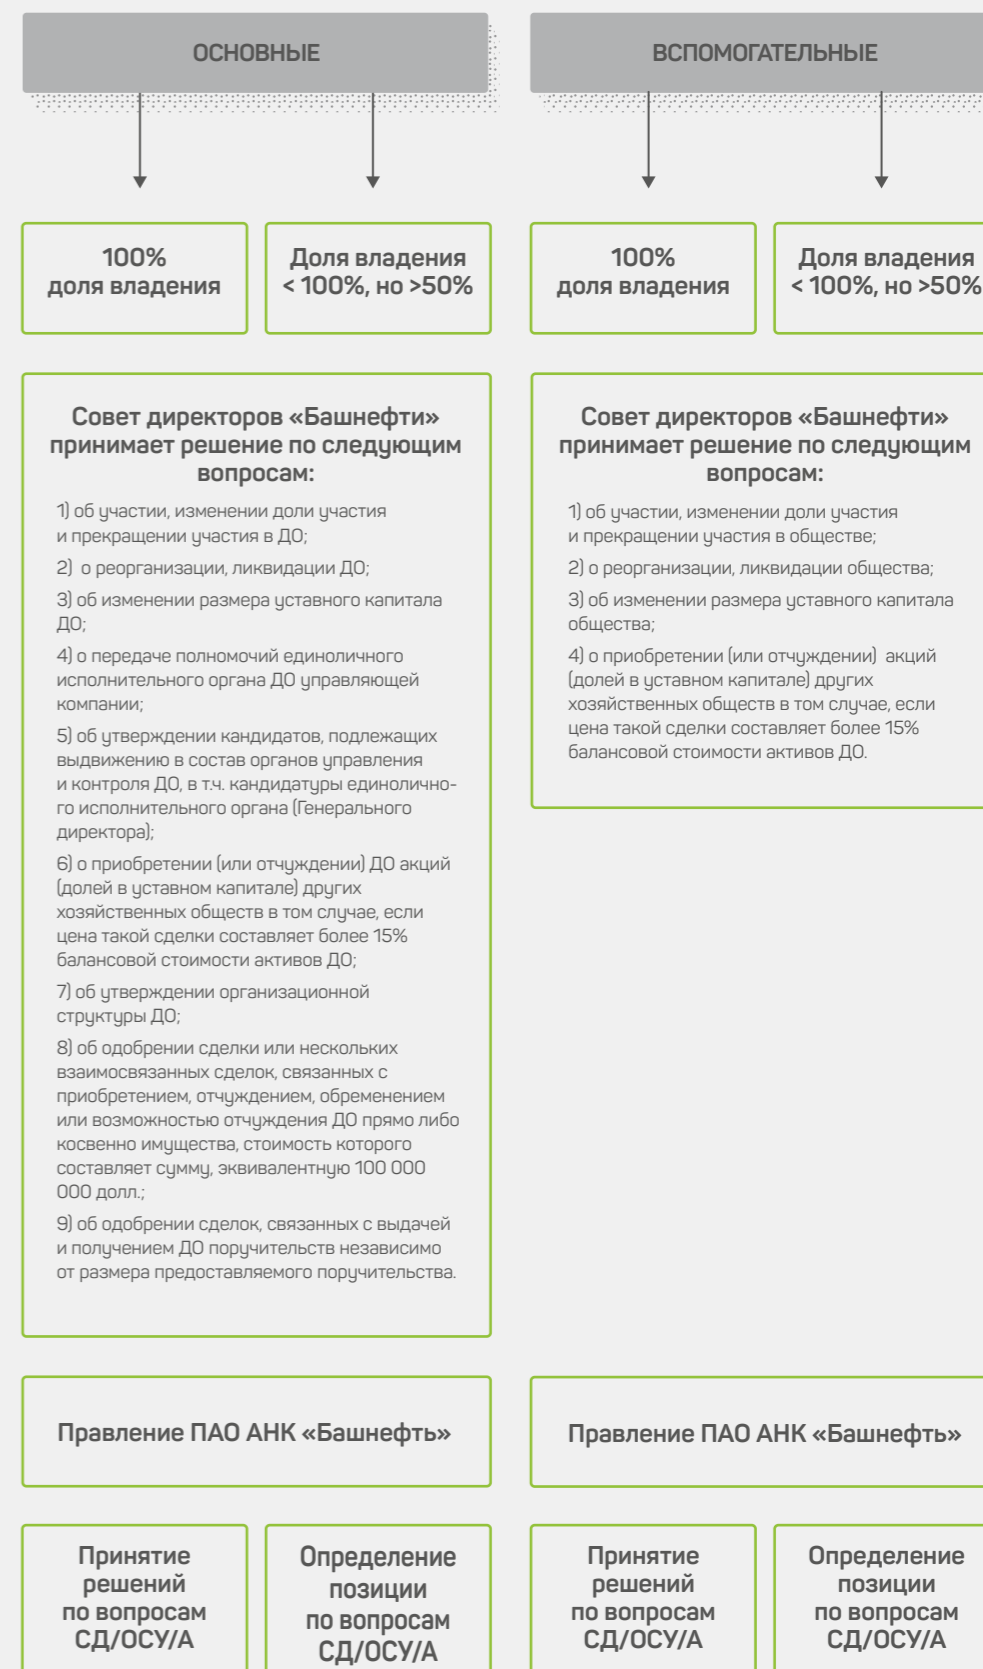 ОСНОВНЫЕ
100%
доля владения
Доля владения
< 100%, но >50%
Совет директоров «Башнефти»
принимает решение по следующим
вопросам:
1) об участии, изменении доли участия
и прекращении участия в ДО;
2) о реорганизации, ликвидации ДО;
3) об изменении размера уставного капитала
ДО;
4) о передаче полномочий единоличного
исполнительного органа ДО управляющей
компании;
5) об утверждении кандидатов, подлежащих
выдвижению в состав органов управления
и контроля ДО, в т.ч. кандидатуры единолично-
го исполнительного органа (Генерального
директора);
6) о приобретении (или отчуждении) ДО акций
(долей в уставном капитале) других
хозяйственных обществ в том случае, если
цена такой сделки составляет более 15%
балансовой стоимости активов ДО;
7) об утверждении организационной
структуры ДО;
8) об одобрении сделки или нескольких
взаимосвязанных сделок, связанных с
приобретением, отчуждением, обременением
или возможностью отчуждения ДО прямо либо
косвенно имущества, стоимость которого
составляет сумму, эквивалентную 100 000
000 долл.;
9) об одобрении сделок, связанных с выдачей
и получением ДО поручительств независимо
от размера предоставляемого поручительства.
Правление ПАО АНК «Башнефть»
Принятие
решений
по вопросам
СД/ОСУ/А
Определение
позиции
по вопросам
СД/ОСУ/А
ВСПОМОГАТЕЛЬНЫЕ
100%
доля владения
Доля владения
< 100%, но >50%
Совет директоров «Башнефти»
принимает решение по следующим
вопросам:
1) об участии, изменении доли участия
и прекращении участия в обществе;
2) о реорганизации, ликвидации общества;
3) об изменении размера уставного капитала
общества;
4) о приобретении (или отчуждении) акций
(долей в уставном капитале) других
хозяйственных обществ в том случае, если
цена такой сделки составляет более 15%
балансовой стоимости активов ДО.
Правление ПАО АНК «Башнефть»
Принятие
решений
по вопросам
СД/ОСУ/А
Определение
позиции
по вопросам
СД/ОСУ/А